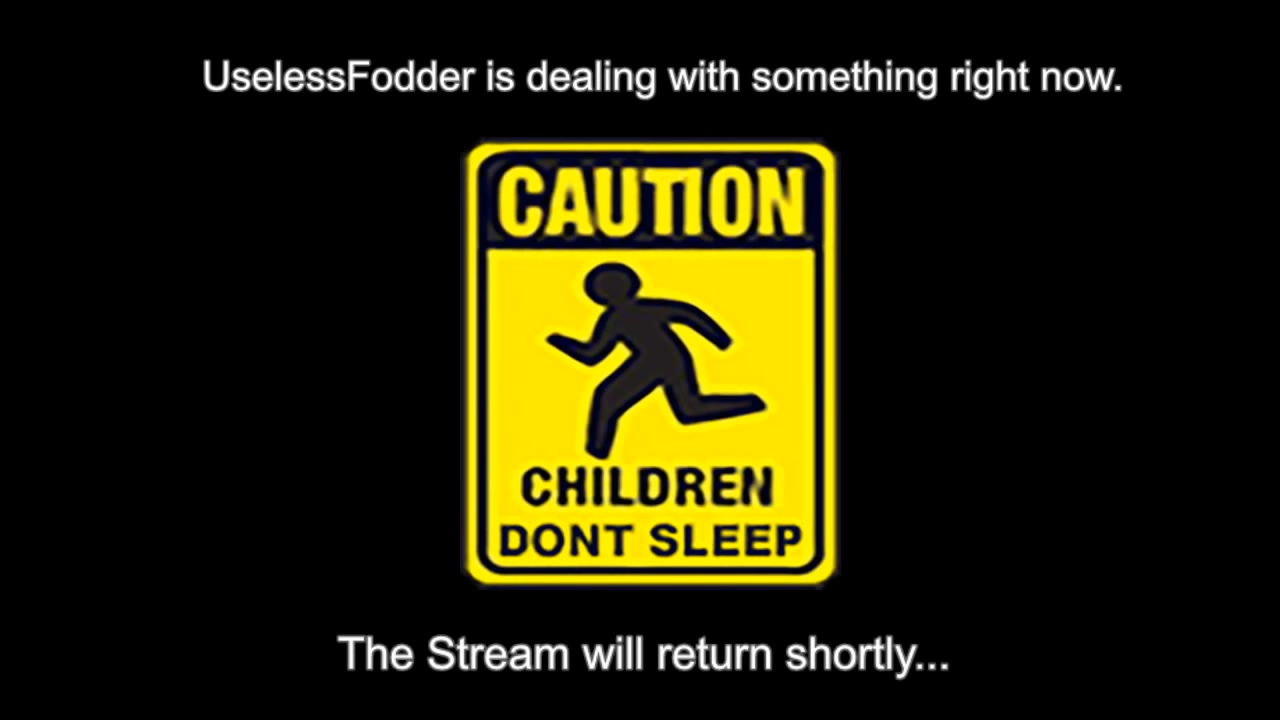 UselessFodder is dealing with something right now.
CAUTION
CHILDREN
DONT SLEEP
The Stream will return shortly...